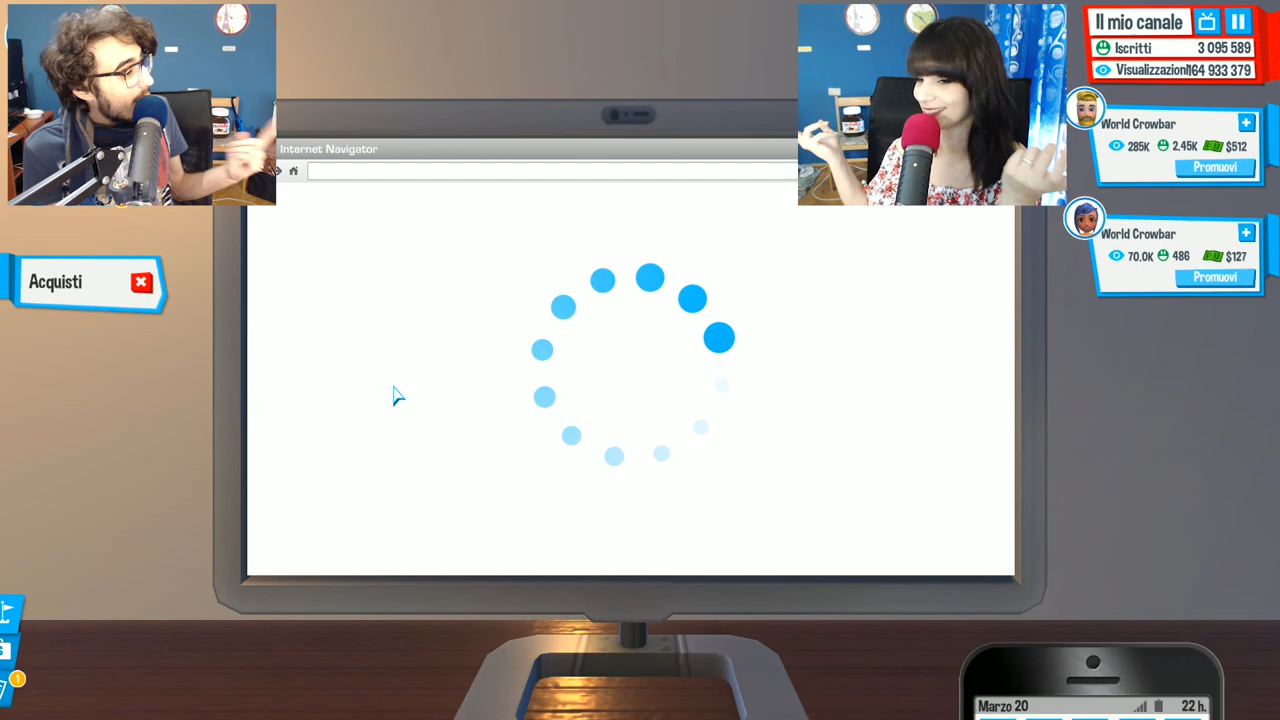 Il mio canale
Iscritti 3 095 589
Visualizzazioni 164 933 379
Internet Navigator
World Crowbar
285K 2.45K $512
Promuovi
World Crowbar
70.0K 486 $127
Promuovi
Acquisti
1
Marzo 20 22 h.